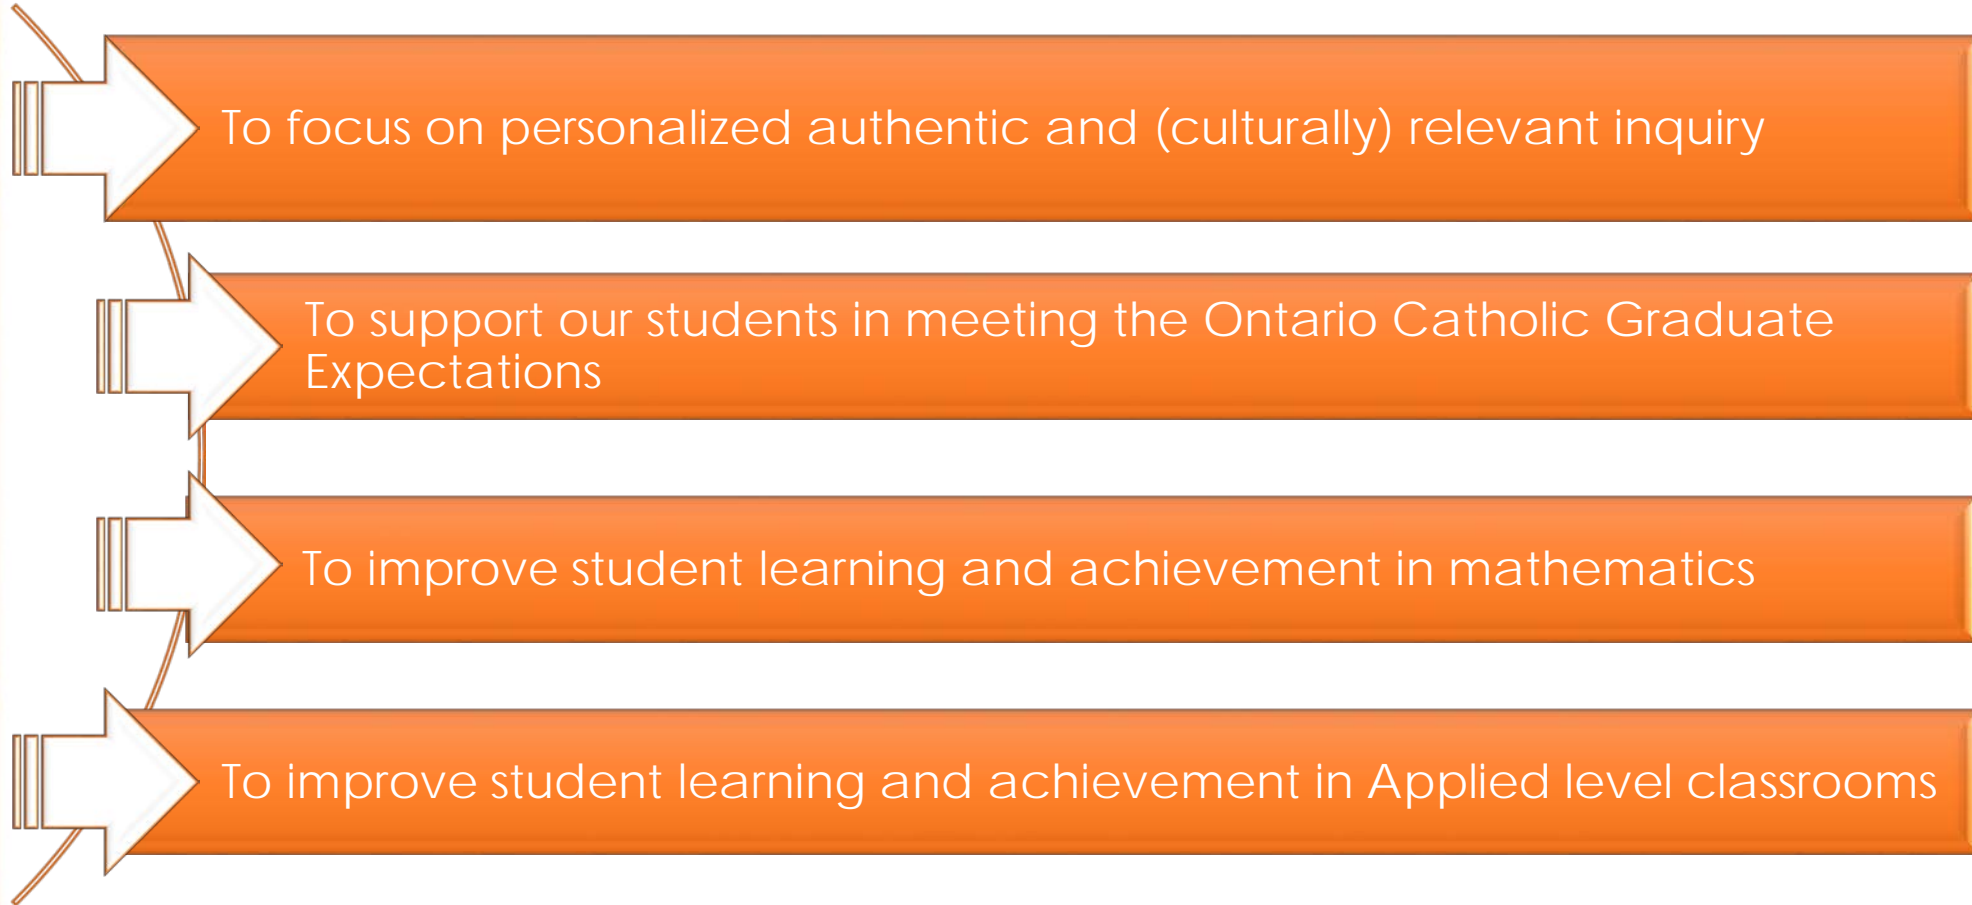 To focus on personalized authentic and (culturally) relevant inquiry
To support our students in meeting the Ontario Catholic Graduate
Expectations
To improve student learning and achievement in mathematics
To improve student learning and achievement in Applied level classrooms